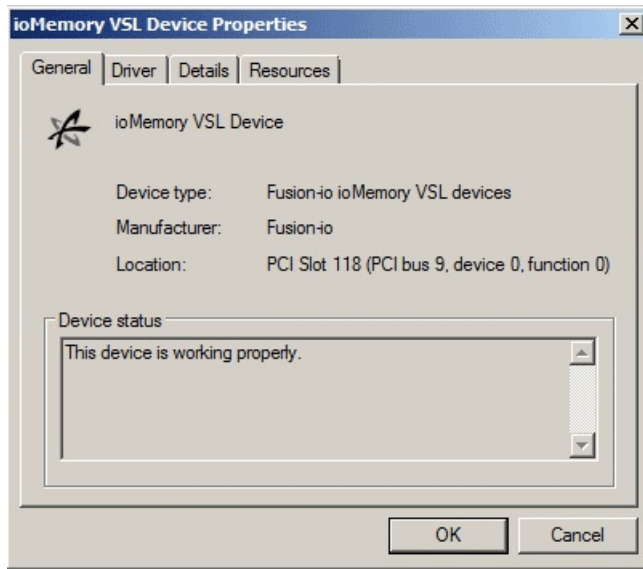 ioMemory VSL Device Properties
General Driver Details Resources
ioMemory VSL Device
Device type: Fusion-io ioMemory VSL devices
Manufacturer: Fusion-io
Location: PCI Slot 118 (PCI bus 9, device 0, function 0)
Device status
This device is working properly.
OK Cancel